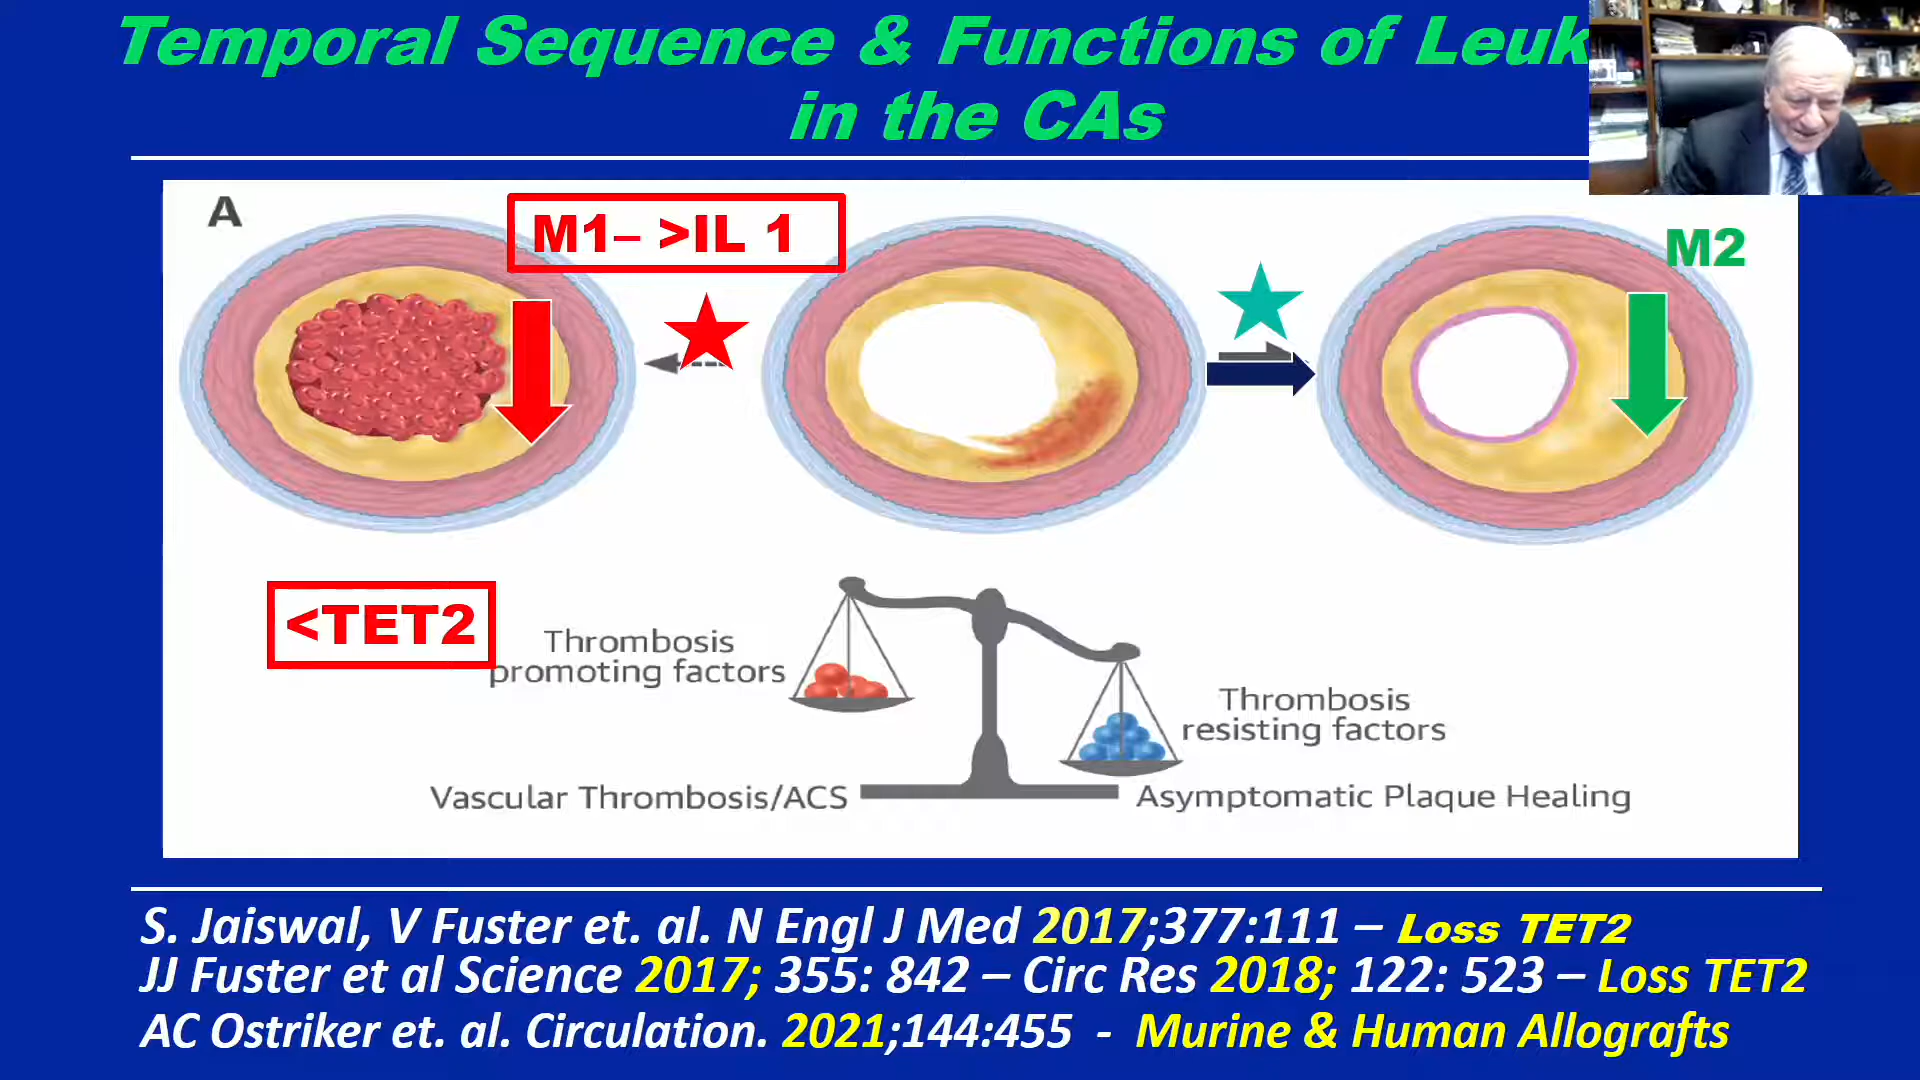 Temporal Sequence & Functions of Leuk
in the CAs
A
M1– >IL 1
M2
<TET2
Thrombosis
promoting factors
Thrombosis
resisting factors
Vascular Thrombosis/ACS
Asymptomatic Plaque Healing
S. Jaiswal, V Fuster et. al. N Engl J Med 2017;377:111 – Loss TET2
JJ Fuster et al Science 2017; 355: 842 – Circ Res 2018; 122: 523 – Loss TET2
AC Ostriker et. al. Circulation. 2021;144:455 - Murine & Human Allografts